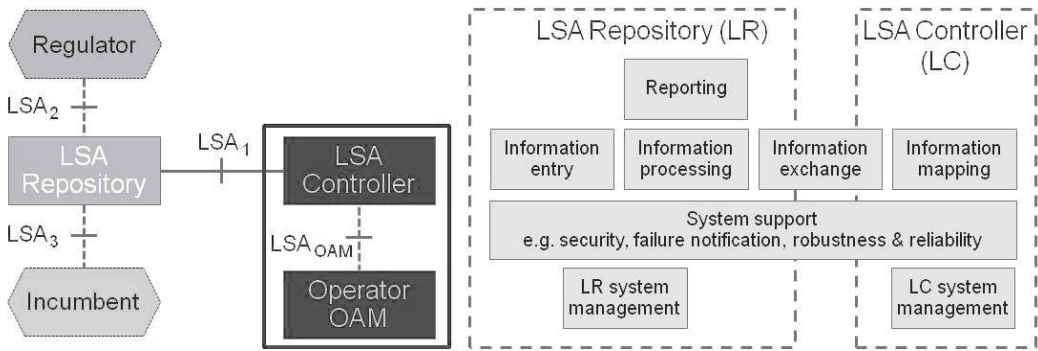 Regulator
LSA2
LSA
Repository
LSA1
LSA3
Incumbent
LSA
Controller
LSAOAM
Operator
OAM
LSA Repository (LR)
Reporting
Information
entry
Information
processing
Information
exchange
LSA Controller
(LC)
Information
mapping
System support
e.g. security, failure notification, robustness & reliability
LR system
management
LC system
management